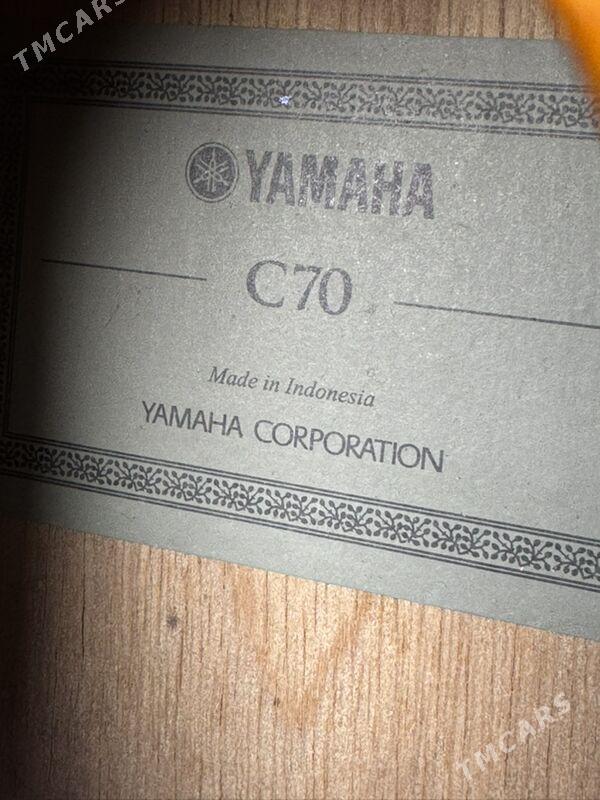 TMCARS
YAMAHA
C70
Made in Indonesia
YAMAHA CORPORATION
TMCARS